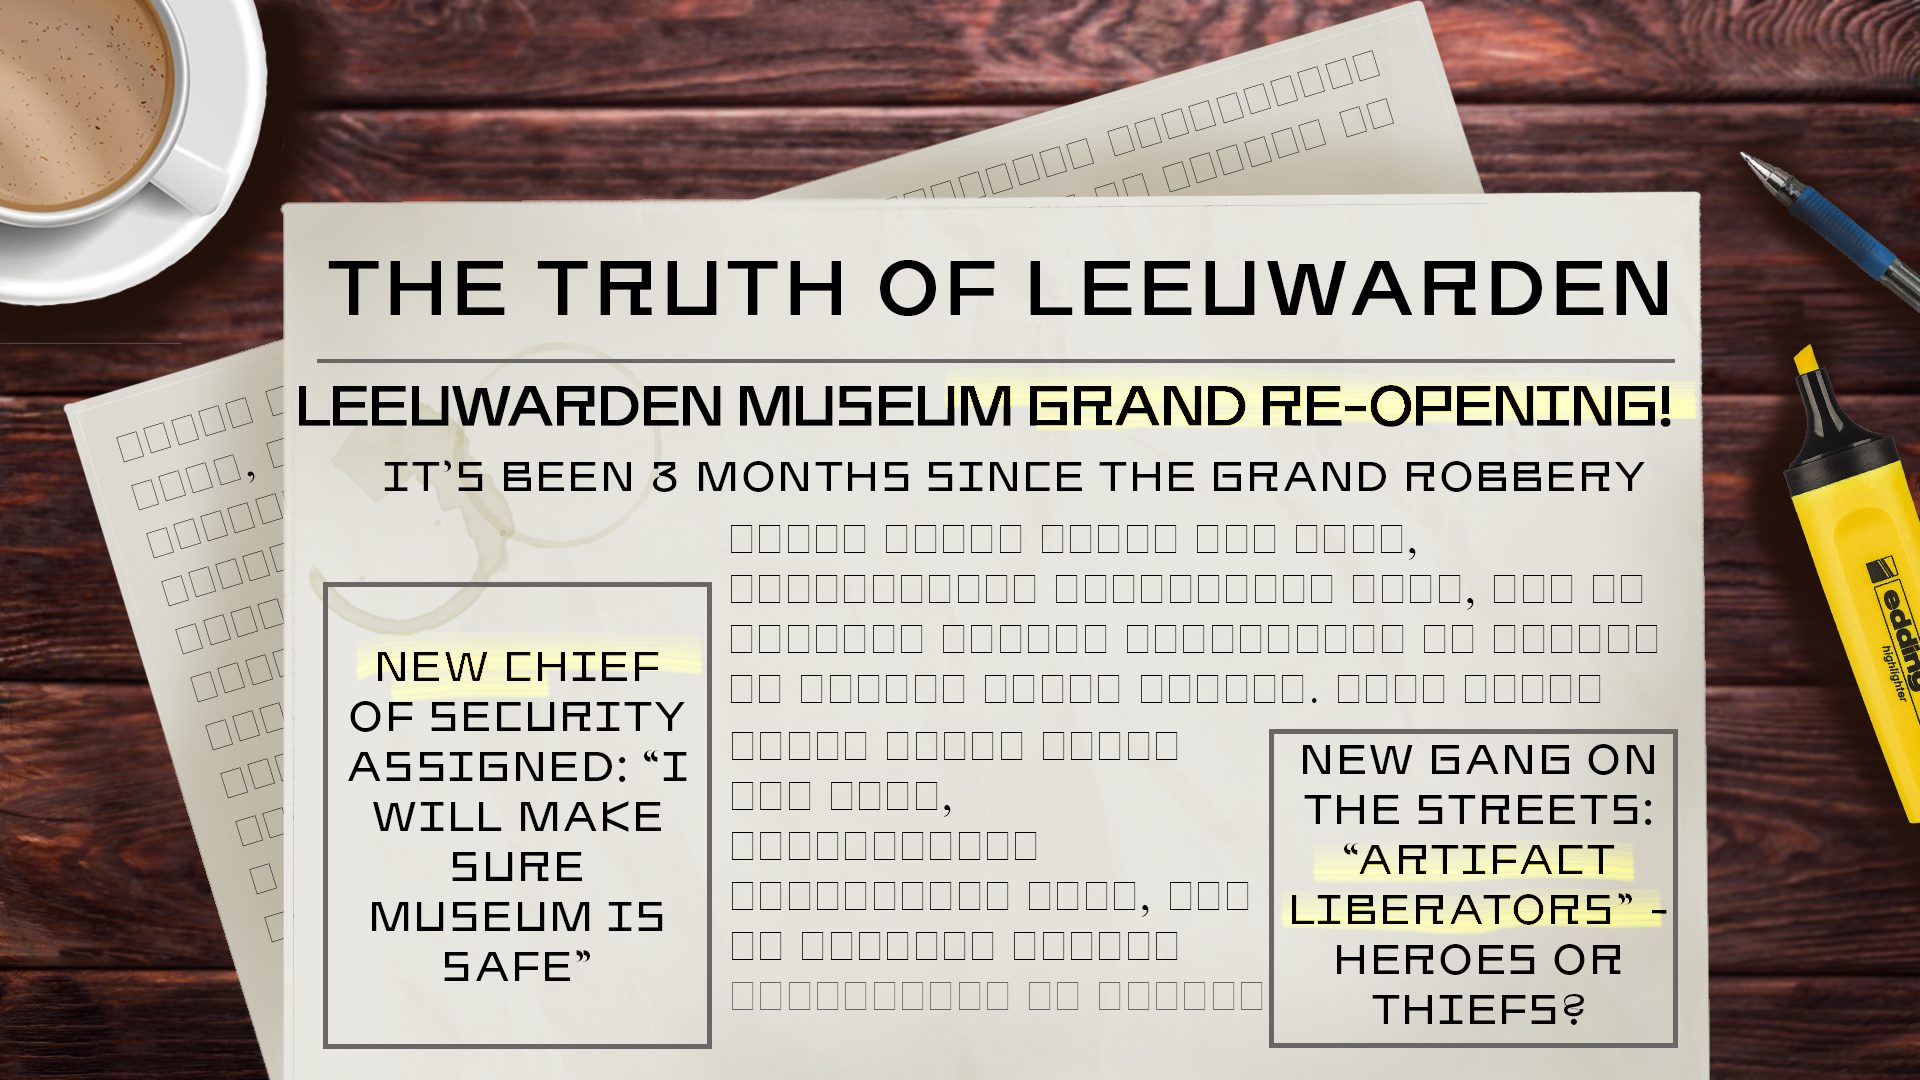 THE TRUTH OF LEEUWARDEN
LEEUWARDEN MUSEUM GRAND RE-OPENING!
IT'S BEEN 3 MONTHS SINCE THE GRAND ROBBERY
NEW CHIEF
OF SECURITY
ASSIGNED: “I
WILL MAKE
SURE
MUSEUM IS
SAFE”
NEW GANG ON
THE STREETS:
“ARTIFACT
LIBERATORS” -
HEROES OR
THIEFS?
edding
highlighter